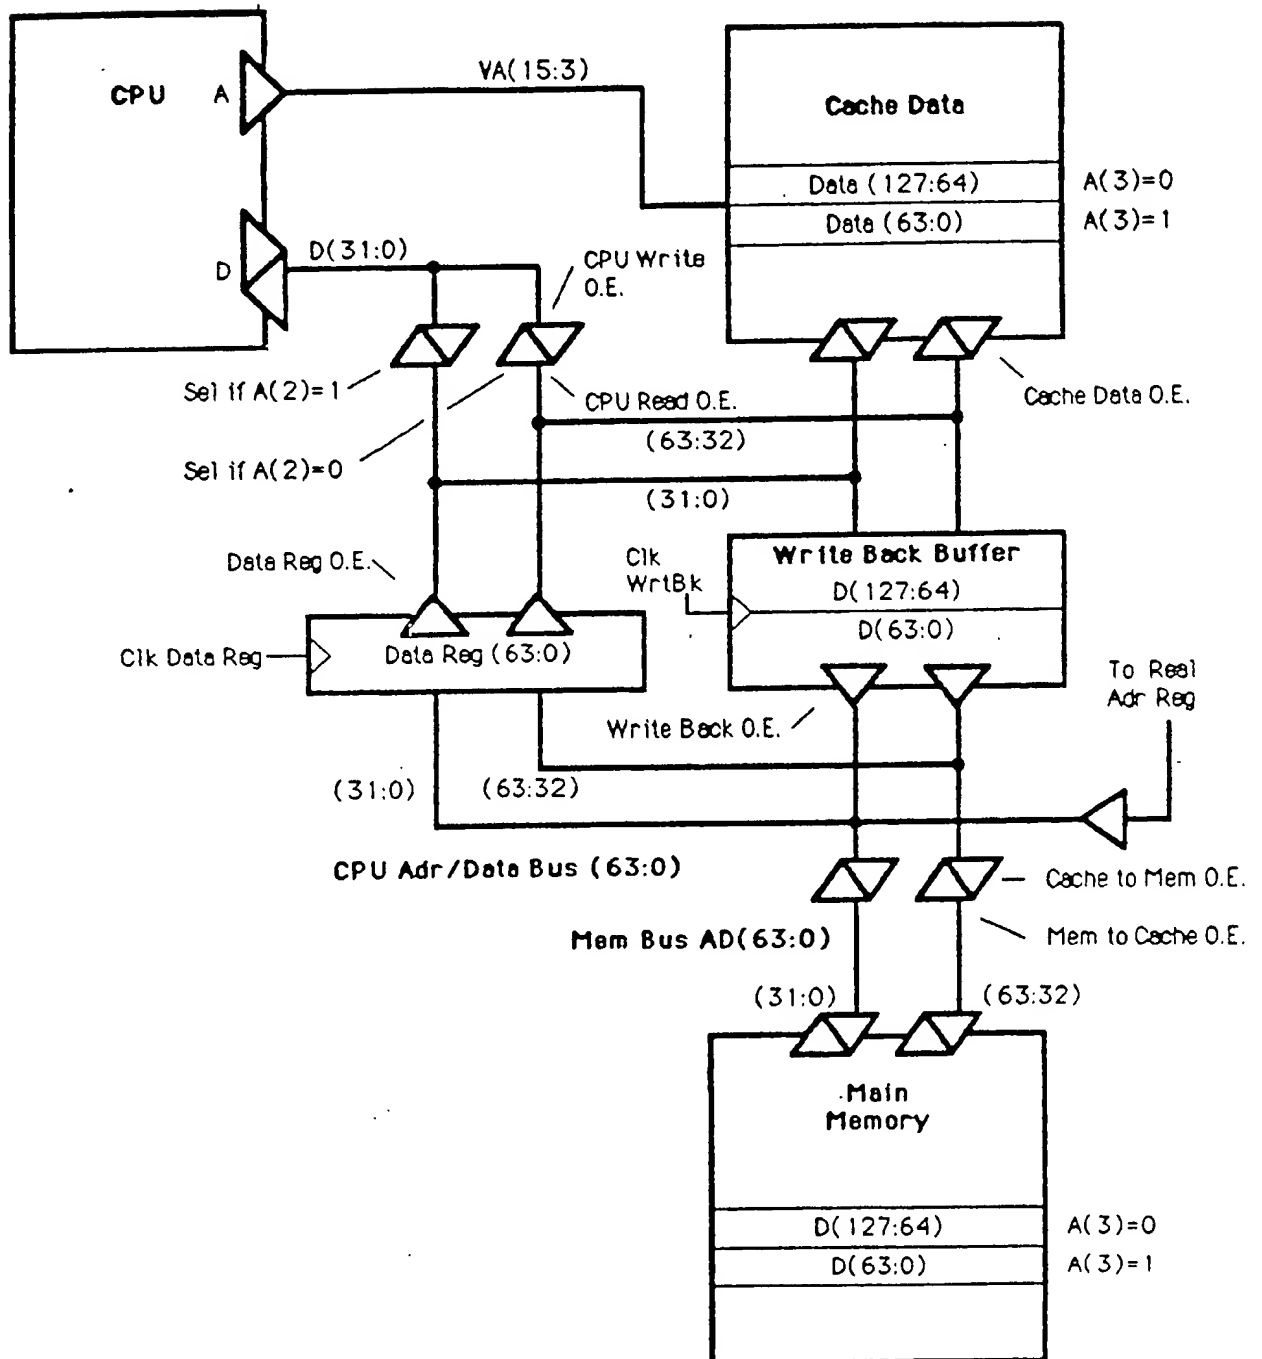 VA(15:3)
CPU
A
Cache Data
Data (127:64)
A(3)=0
Data (63:0)
A(3)=1
D(31:0)
D
CPU Write
O.E.
Sel if A(2)=1
CPU Read O.E.
Cache Data O.E.
(63:32)
Sel if A(2)=0
(31:0)
Data Reg O.E.
Clk
WrtBk
Write Back Buffer
D(127:64)
D(63:0)
Clk Data Reg
Data Reg (63:0)
To Real
Adr Reg
Write Back O.E.
(31:0)
(63:32)
CPU Adr/Data Bus (63:0)
Cache to Mem O.E.
Mem Bus AD(63:0)
Mem to Cache O.E.
(31:0)
(63:32)
Main
Memory
D(127:64)
A(3)=0
D(63:0)
A(3)=1